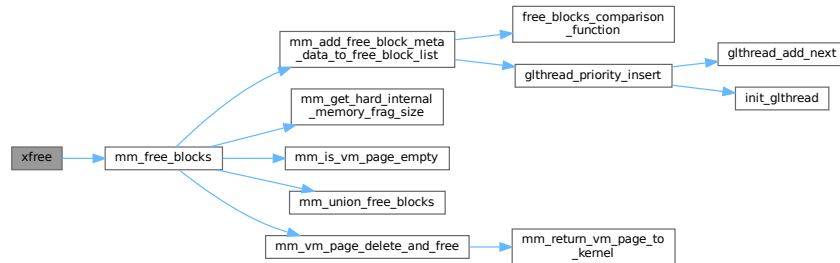 xfree
mm_free_blocks
mm_add_free_block_meta
_data_to_free_block_list
free_blocks_comparison
_function
glthread_priority_insert
glthread_add_next
init_glthread
mm_get_hard_internal
_memory_frag_size
mm_is_vm_page_empty
mm_union_free_blocks
mm_vm_page_delete_and_free
mm_return_vm_page_to
_kernel